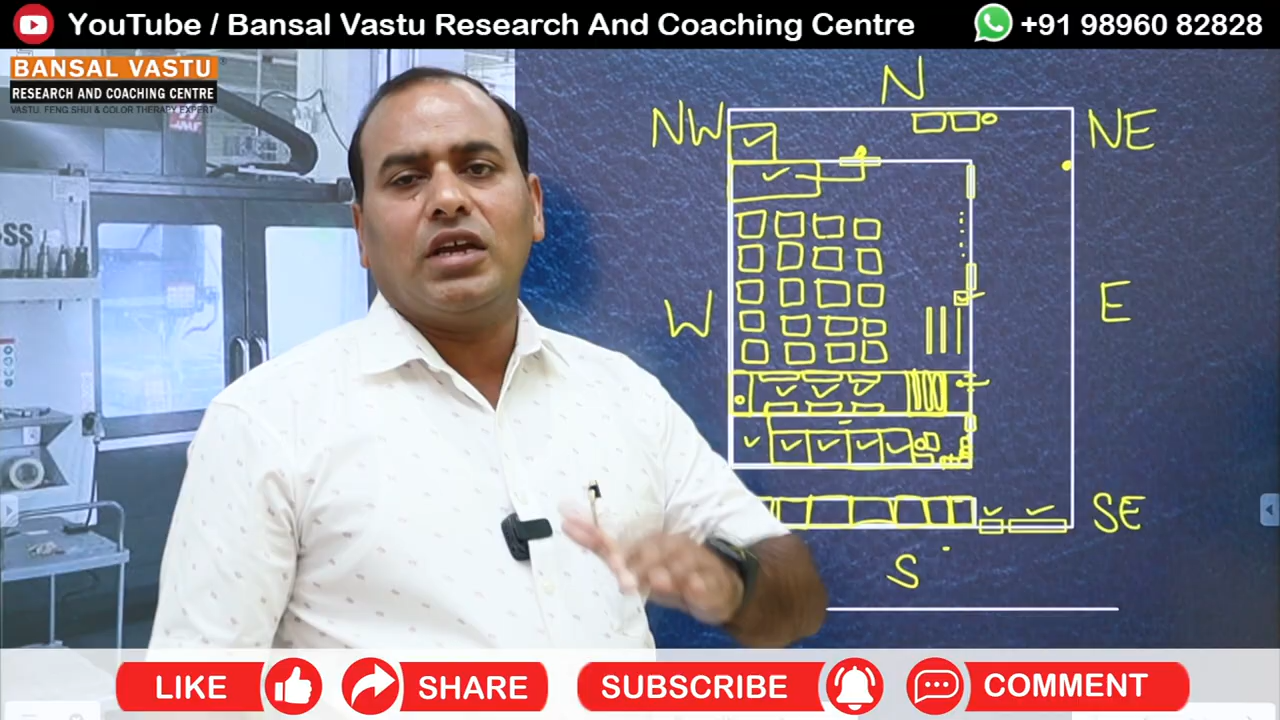 YouTube / Bansal Vastu Research And Coaching Centre
+91 98960 82828
BANSAL VASTU
RESEARCH AND COACHING CENTRE
VASTU, FENG SHUI & COLOR THERAPY EXPERT
N
NW
NE
SS
W
E
SE
S
LIKE
SHARE
SUBSCRIBE
COMMENT